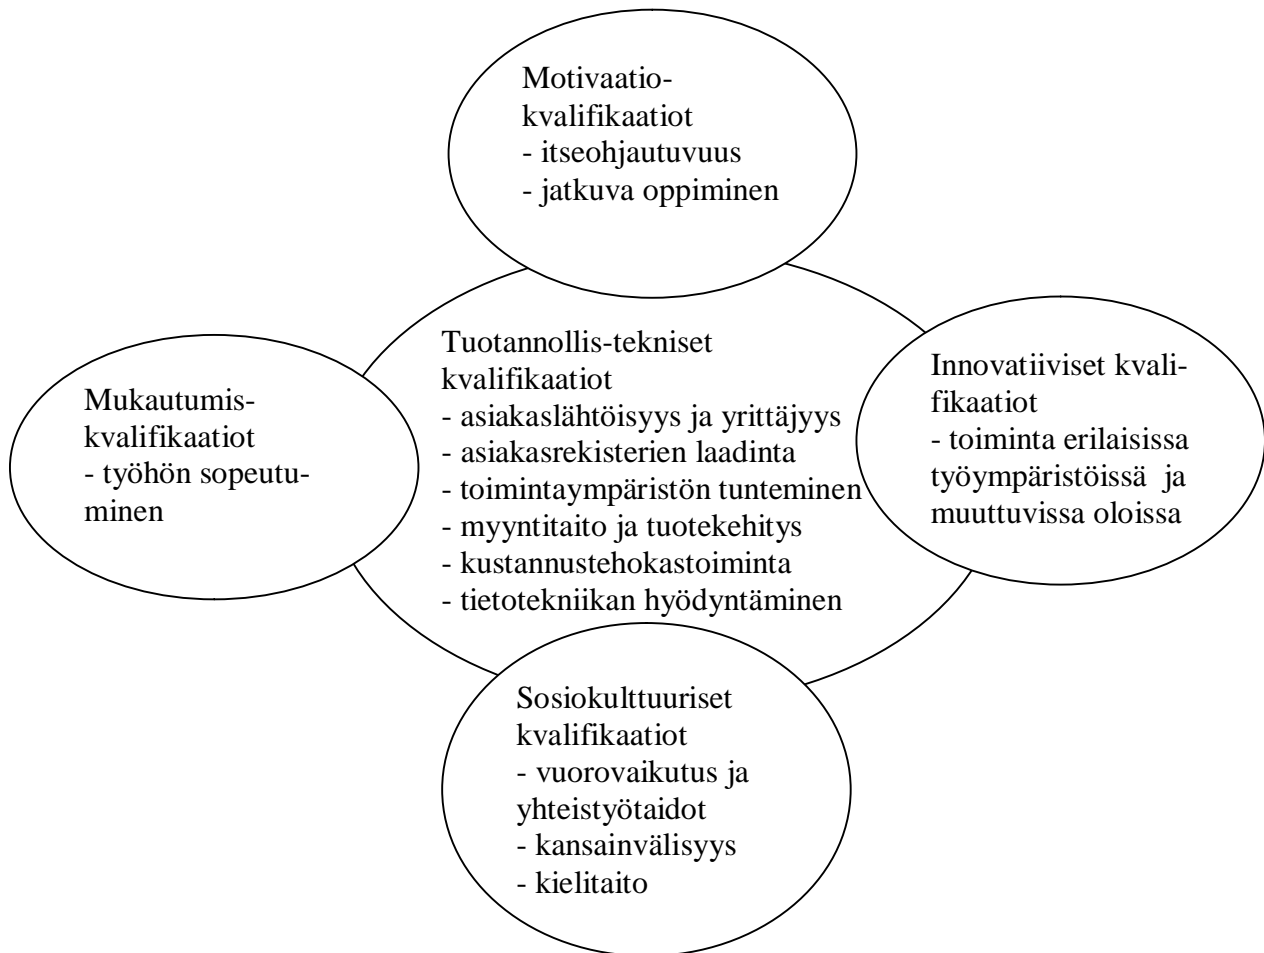 Motivaatio-
kvalifikaatiot
- itseohjautuvuus
- jatkuva oppiminen
Mukautumis-
kvalifikaatiot
- työhön sopeutu-
minen
Tuotannollis-tekniset
kvalifikaatiot
- asiakaslähtöisyys ja yrittäjyys
- asiakasrekisterien laadinta
- toimintaympäristön tunteminen
- myyntitaito ja tuotekehitys
- kustannustehokastoiminta
- tietotekniikan hyödyntäminen
Innovatiiviset kvali-
fikaatiot
- toiminta erilaisissa
työympäristöissä ja
muuttuvissa oloissa
Sosiokulttuuriset
kvalifikaatiot
- vuorovaikutus ja
yhteistyötaidot
- kansainvälisyys
- kielitaito